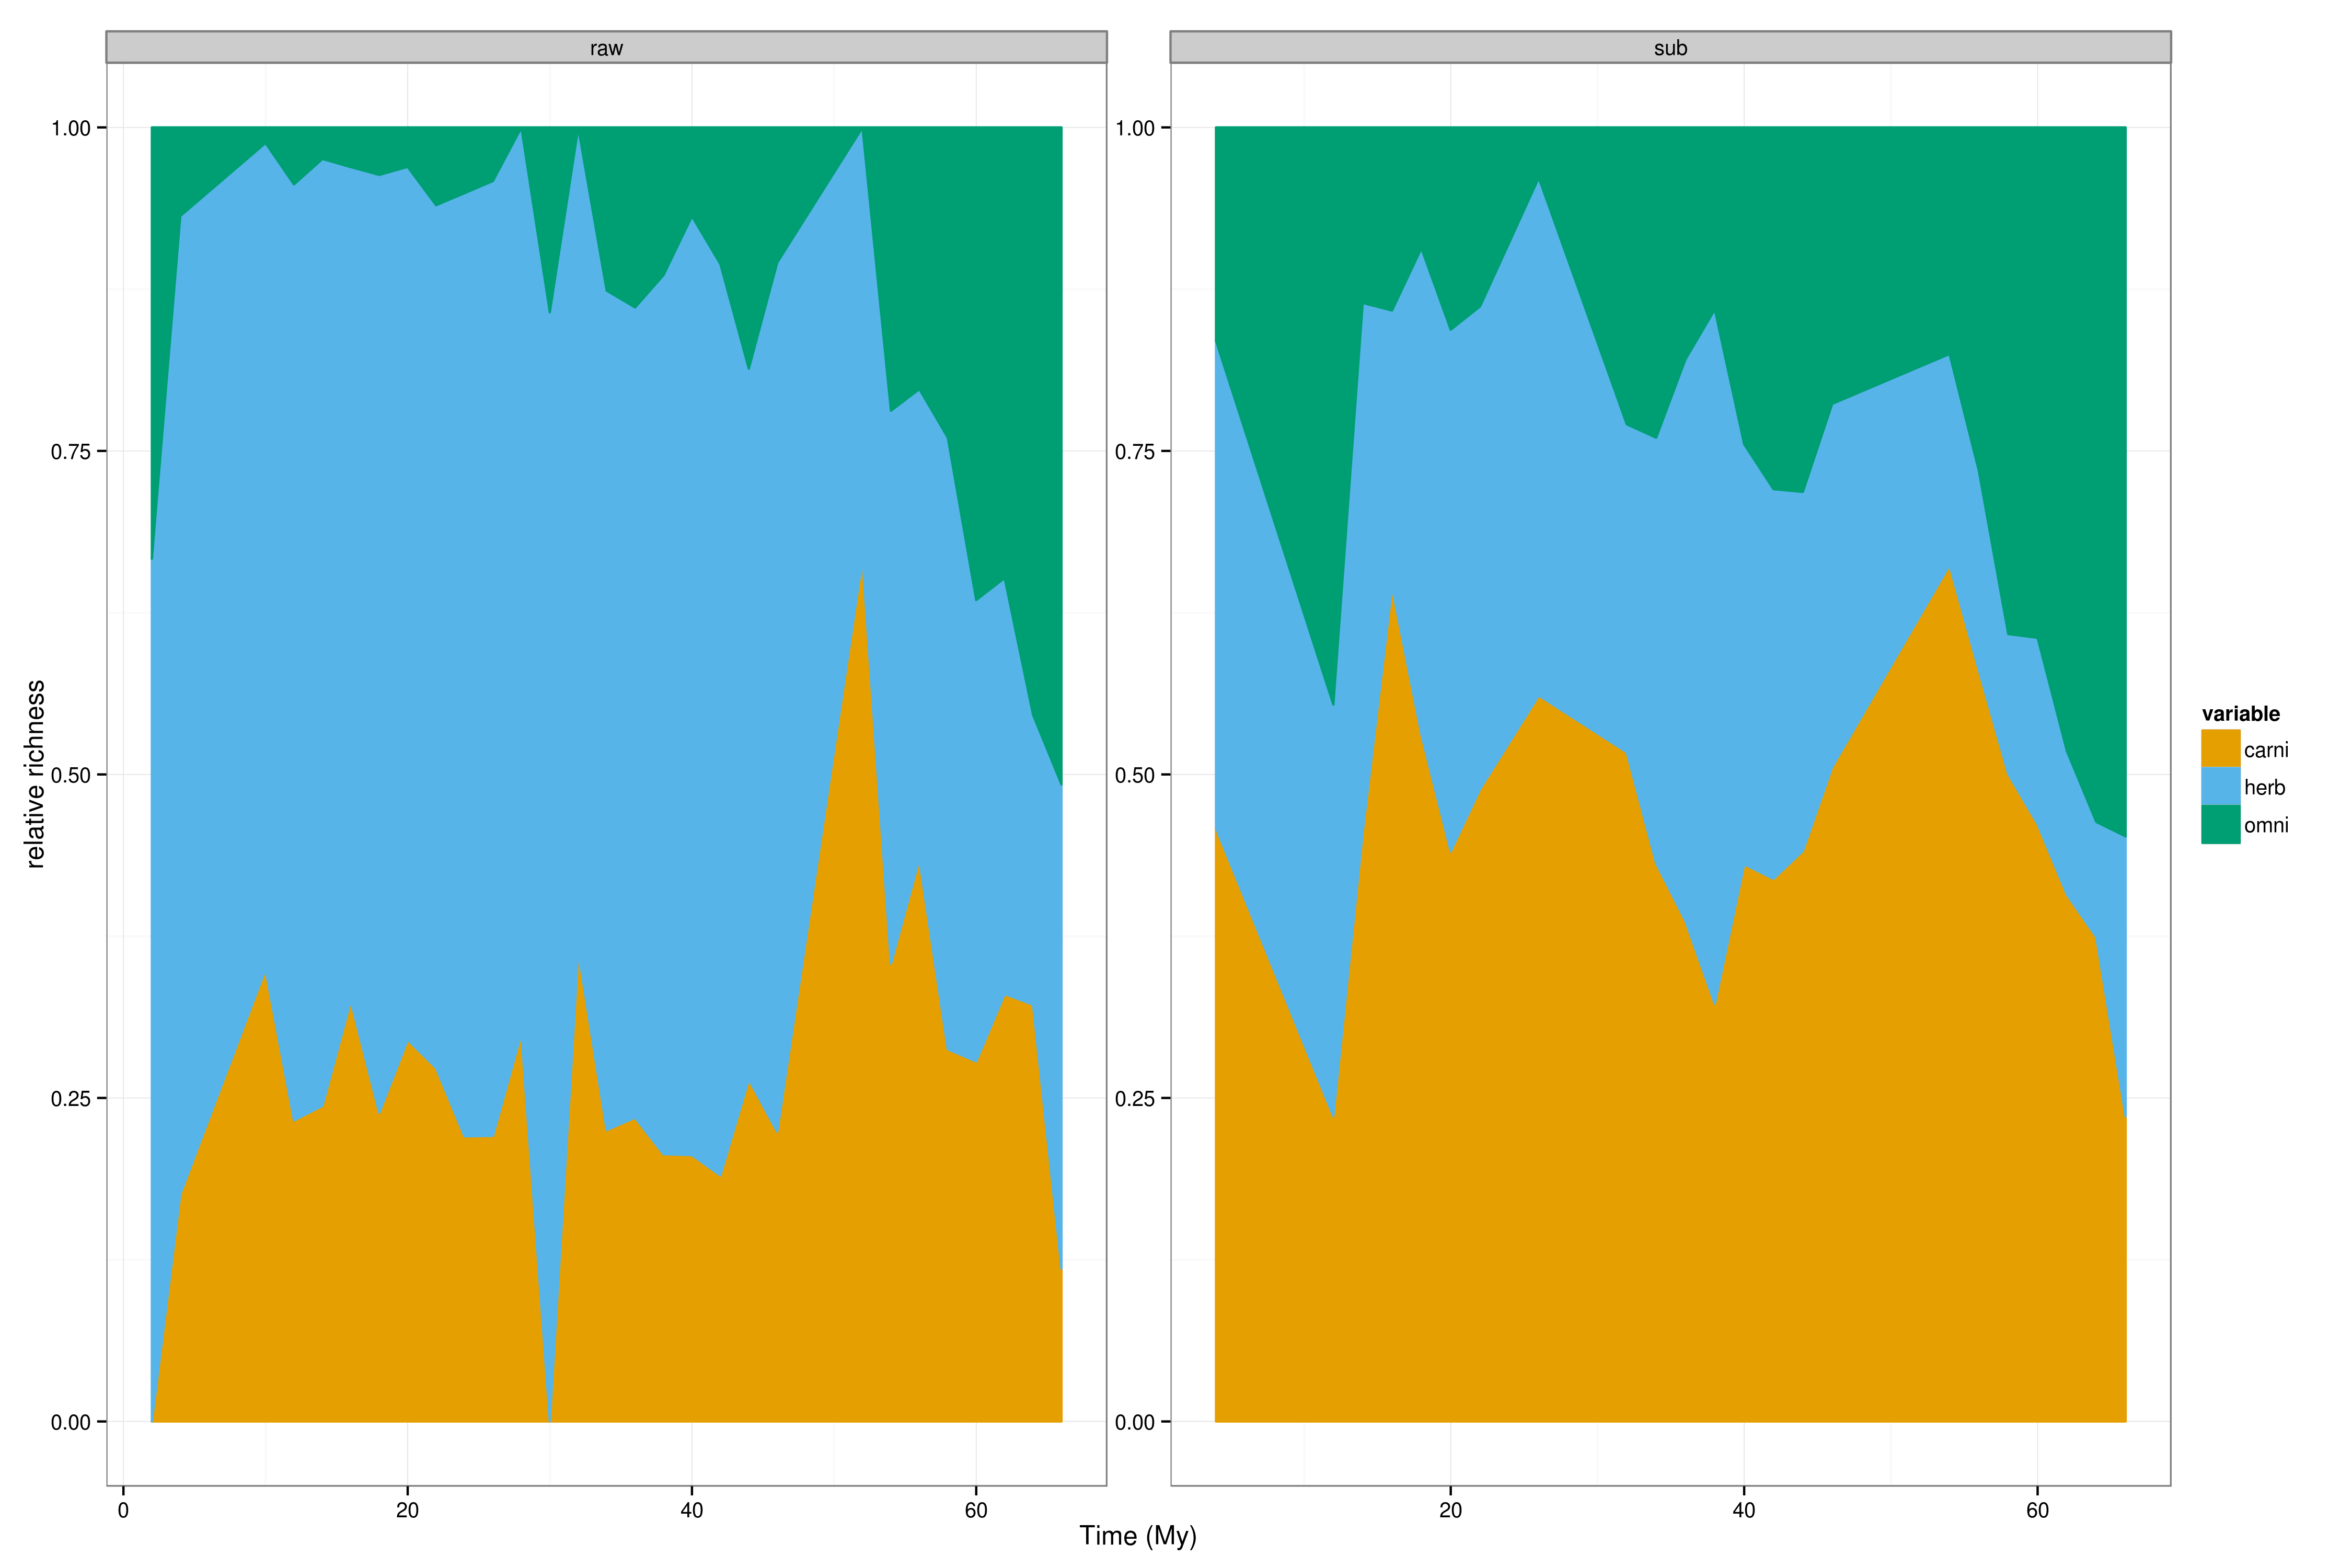 raw
sub
relative richness
1.00
0.75
0.50
0.25
0.00
1.00
0.75
0.50
0.25
0.00
0 20 40 60
20 40 60
Time (My)
variable
carni
herb
omni